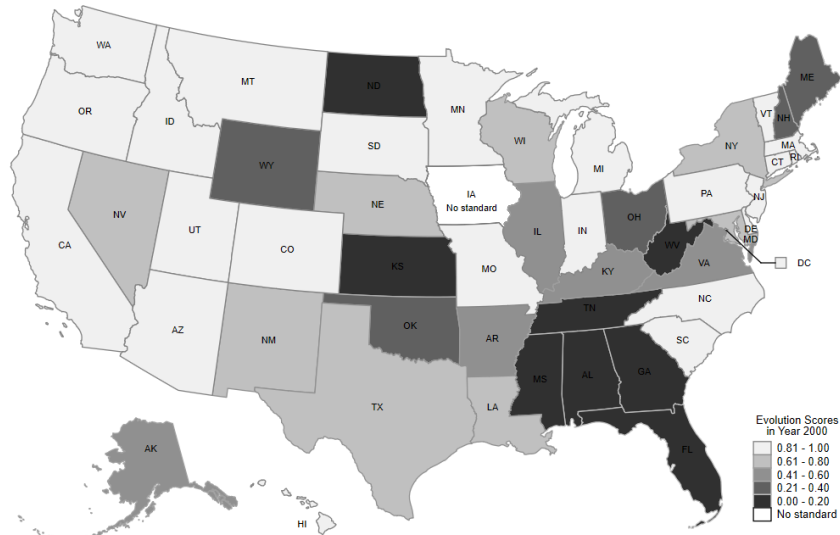 WA
MT
ND
MN
ME
VT
NH
OR
ID
SD
WI
NY
MA
WY
MI
CT
RI
IA
No standard
PA
NJ
NV
NE
OH
DE
UT
IL
IN
MD
CA
CO
WV
VA
DC
KS
MO
KY
NC
TN
AZ
NM
OK
AR
SC
MS
AL
GA
TX
LA
FL
AK
HI
Evolution Scores
in Year 2000
0.81 - 1.00
0.61 - 0.80
0.41 - 0.60
0.21 - 0.40
0.00 - 0.20
No standard